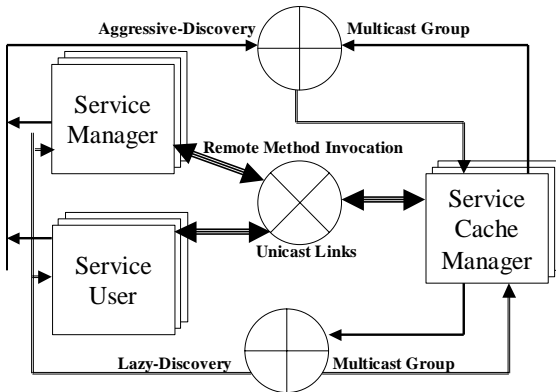 Aggressive-Discovery Multicast Group
Service
Manager
Remote Method Invocation
Service
Cache
Manager
Unicast Links
Service
User
Lazy-Discovery Multicast Group